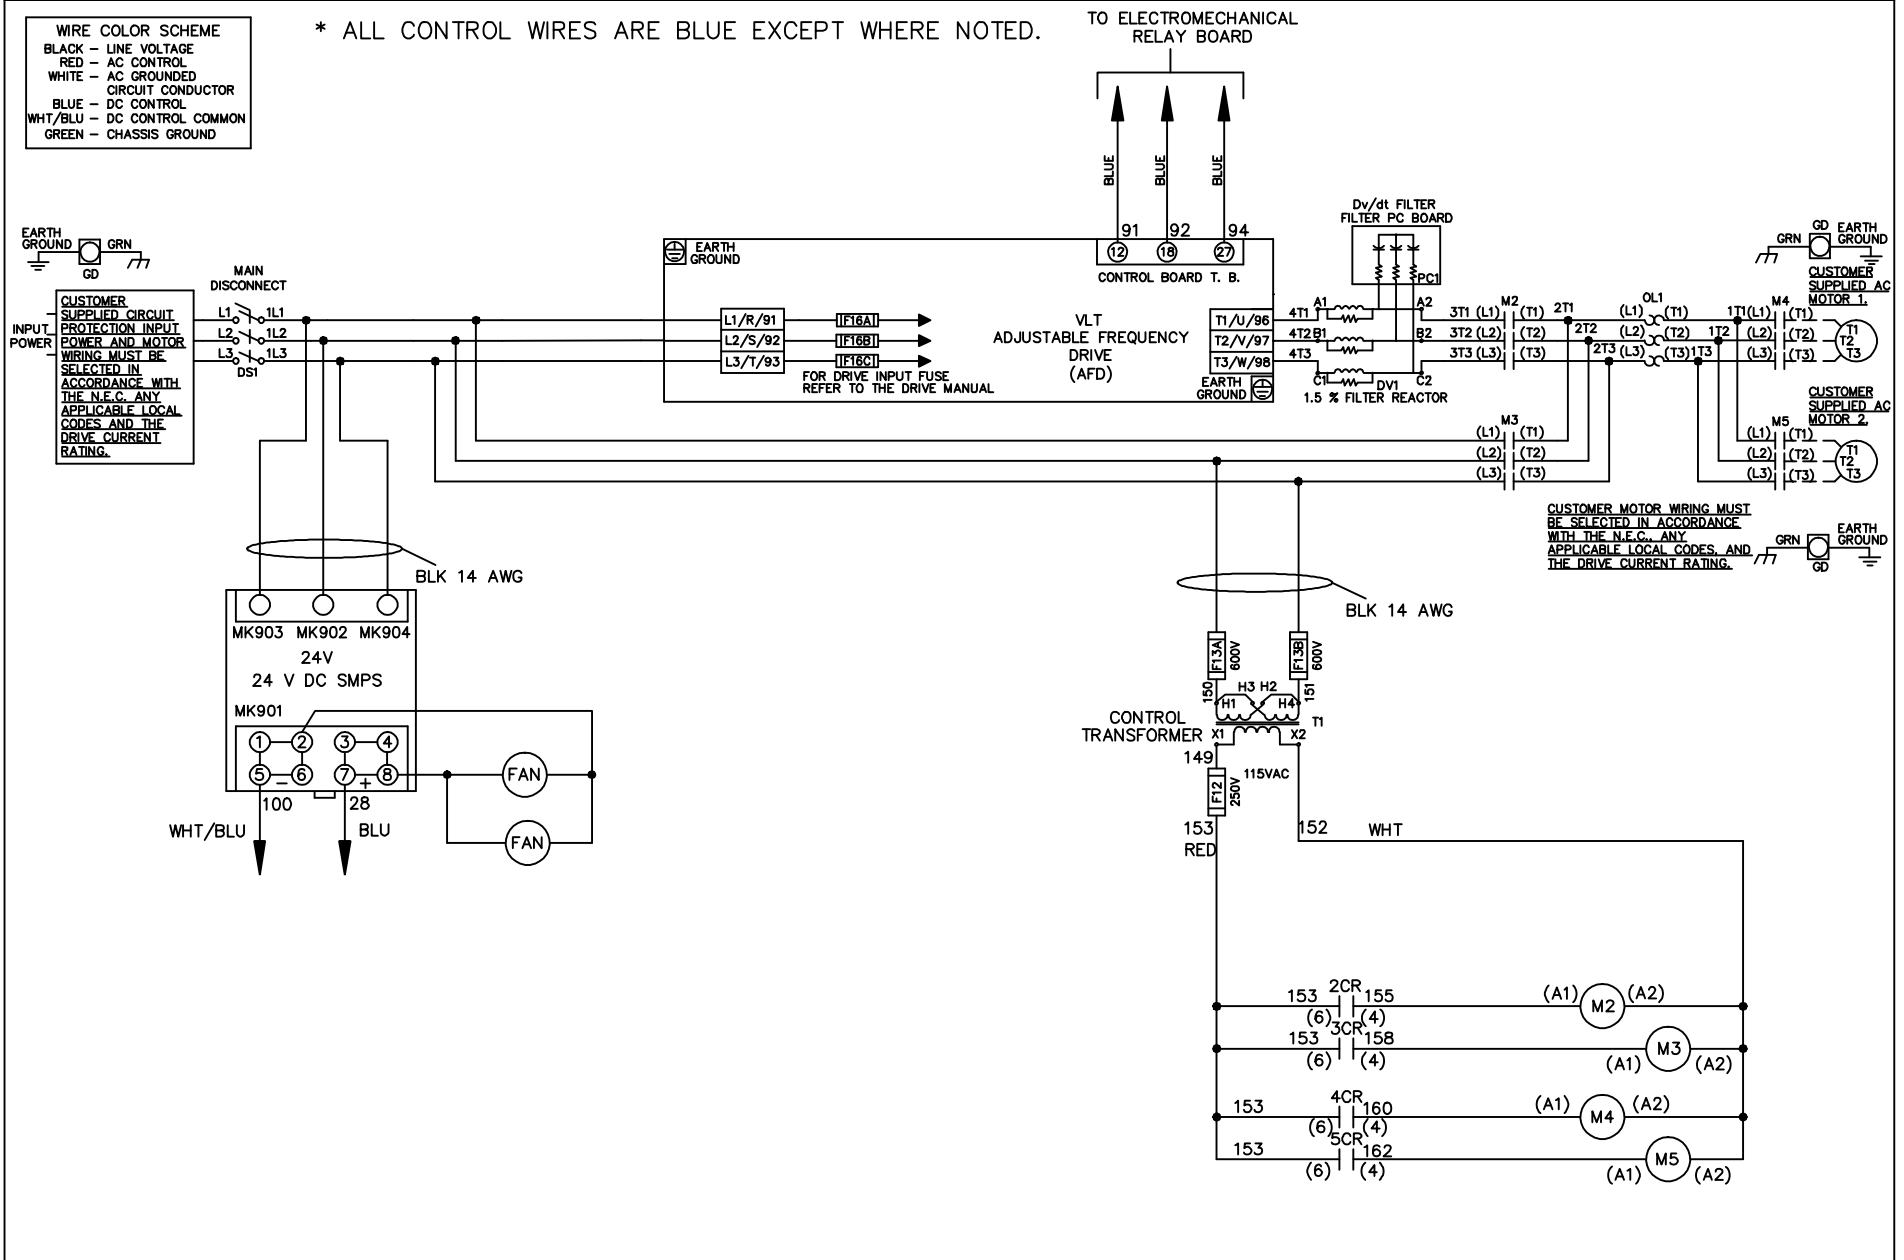 WIRE COLOR SCHEME
BLACK – LINE VOLTAGE
RED – AC CONTROL
WHITE – AC GROUNDED
CIRCUIT CONDUCTOR
BLUE – DC CONTROL
WHT/BLU – DC CONTROL COMMON
GREEN – CHASSIS GROUND
* ALL CONTROL WIRES ARE BLUE EXCEPT WHERE NOTED.
TO ELECTROMECHANICAL
RELAY BOARD
BLUE BLUE BLUE
91 92 94
12 18 27
CONTROL BOARD T. B.
EARTH
GROUND
GRN
GD
MAIN
DISCONNECT
L1 1L1
L2 1L2
L3 1L3
DS1
INPUT
POWER
CUSTOMER
SUPPLIED CIRCUIT
PROTECTION INPUT
POWER AND MOTOR
WIRING MUST BE
SELECTED IN
ACCORDANCE WITH
THE N.E.C. ANY
APPLICABLE LOCAL
CODES AND THE
DRIVE CURRENT
RATING.
EARTH
GROUND
L1/R/91
L2/S/92
L3/T/93
IF16A
IF16B
IF16C
FOR DRIVE INPUT FUSE
REFER TO THE DRIVE MANUAL
VLT
ADJUSTABLE FREQUENCY
DRIVE
(AFD)
T1/U/96
T2/V/97
T3/W/98
EARTH
GROUND
Dv/dt FILTER
FILTER PC BOARD
PC1
4T1 A1 A2
4T2 B1 B2
4T3 C1 C2
DV1
1.5 % FILTER REACTOR
M2
3T1 (L1) (T1) 2T1
3T2 (L2) (T2) 2T2
3T3 (L3) (T3) 2T3
OL1
(L1) (T1) 1T1
(L2) (T2) 1T2
(L3) (T3) 1T3
M4
(L1) (T1)
(L2) (T2)
(L3) (T3)
T1
T2
T3
GRN
GD
EARTH
GROUND
CUSTOMER
SUPPLIED AC
MOTOR 1.
M3
(L1) (T1)
(L2) (T2)
(L3) (T3)
CUSTOMER
SUPPLIED AC
MOTOR 2.
M5
(L1) (T1)
(L2) (T2)
(L3) (T3)
T1
T2
T3
CUSTOMER MOTOR WIRING MUST
BE SELECTED IN ACCORDANCE
WITH THE N.E.C., ANY
APPLICABLE LOCAL CODES, AND
THE DRIVE CURRENT RATING.
GRN
GD
EARTH
GROUND
BLK 14 AWG
MK903 MK902 MK904
24V
24 V DC SMPS
MK901
1 2 3 4
5 – 6 7 + 8
100 28
WHT/BLU BLU
FAN
FAN
BLK 14 AWG
F13A 600V
F13B 600V
150 151
H3 H2
H1 H4
T1
CONTROL
TRANSFORMER
X1 X2
149
115VAC
F12 250V
153
RED
152 WHT
2CR
153 155 (A1) M2 (A2)
(6) (4)
3CR
153 158 M3
(6) (4) (A1) (A2)
4CR
153 160 (A1) M4 (A2)
(6) (4)
5CR
153 162 M5
(6) (4) (A1) (A2)